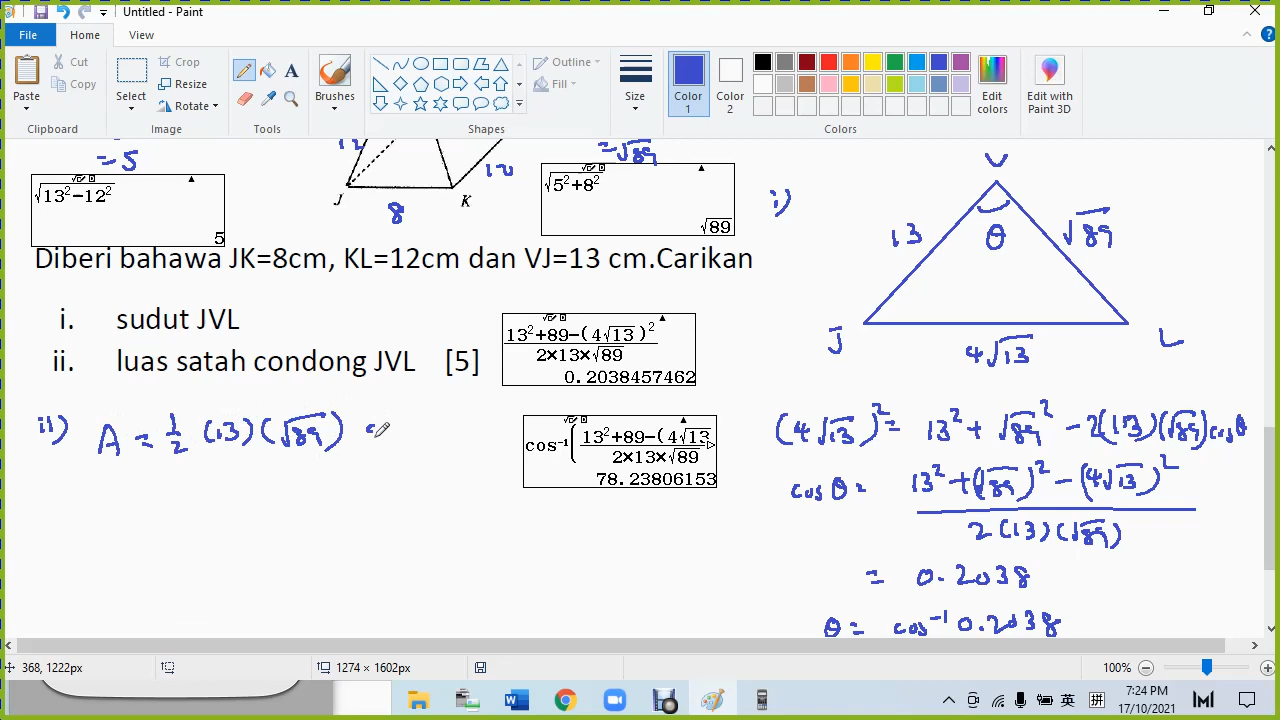 Untitled - Paint
File Home View
Paste
Cut
Copy
Clipboard
Select
Crop
Resize
Rotate
Image
Tools
Brushes
Shapes
Outline
Fill
Size
Color 1
Color 2
Edit colors
Colors
Edit with Paint 3D
= 5
12
J
K
8
10
= √89
√13²−12²
5
√5²+8²
√89
Diberi bahawa JK=8cm, KL=12cm dan VJ=13 cm.Carikan
i. sudut JVL
ii. luas satah condong JVL [5]
13²+89−(4√13)²
2×13×√89
0.2038457462
cos⁻¹(13²+89−(4√13
2×13×√89
78.23806153
ii) A = 1/2 (13)(√89)
i)
V
13
θ
√89
J
4√13
L
(4√13)² = 13² + √89² − 2(13)(√89)cosθ
cosθ = 13² + (√89)² − (4√13)²
2(13)(√89)
= 0.2038
θ = cos⁻¹ 0.2038
368, 1222px
1274 × 1602px
100%
7:24 PM
17/10/2021
英
拼